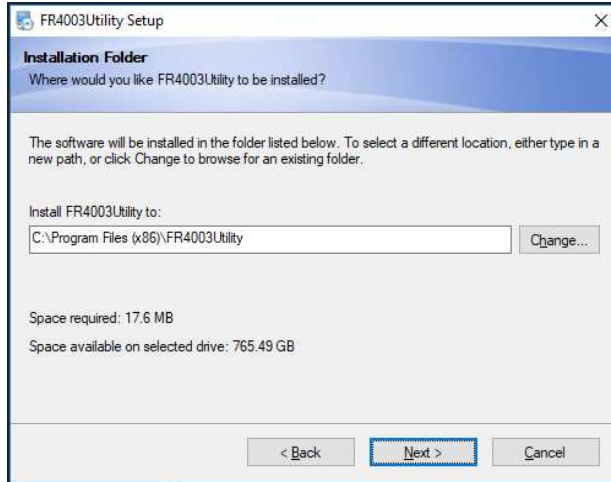 FR4003Utility Setup
Installation Folder
Where would you like FR4003Utility to be installed?
The software will be installed in the folder listed below. To select a different location, either type in a
new path, or click Change to browse for an existing folder.
Install FR4003Utility to:
C:\Program Files (x86)\FR4003Utility
Change...
Space required: 17.6 MB
Space available on selected drive: 765.49 GB
< Back
Next >
Cancel